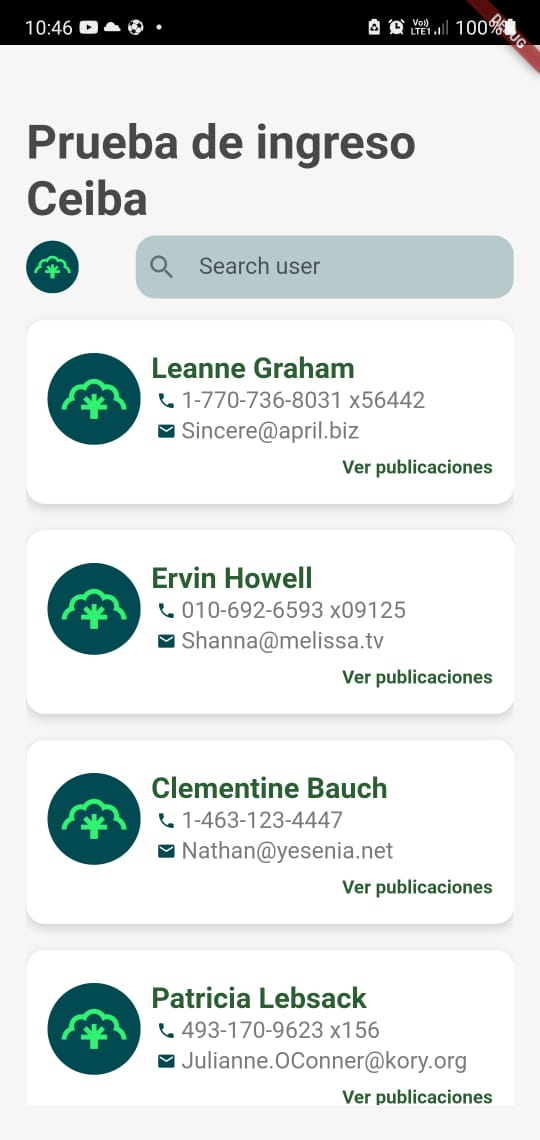 10:46
Vo)) LTE1 100%
DEBUG
Prueba de ingreso
Ceiba
Search user
Leanne Graham
1-770-736-8031 x56442
Sincere@april.biz
Ver publicaciones
Ervin Howell
010-692-6593 x09125
Shanna@melissa.tv
Ver publicaciones
Clementine Bauch
1-463-123-4447
Nathan@yesenia.net
Ver publicaciones
Patricia Lebsack
493-170-9623 x156
Julianne.OConner@kory.org
Ver publicaciones